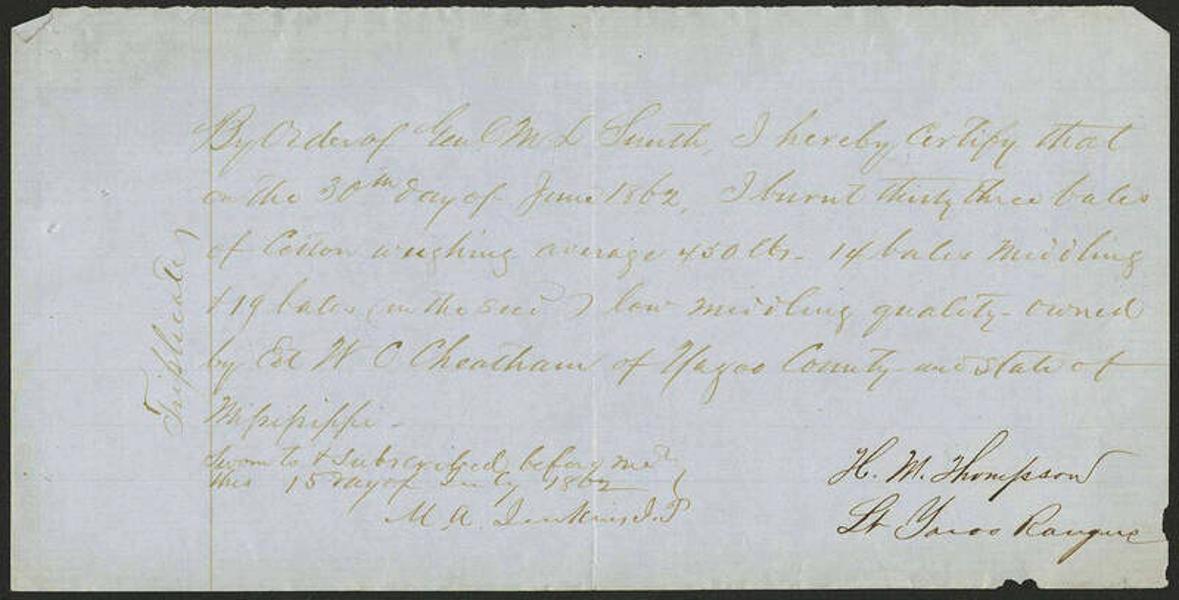 By Order of Genl M L Smith, I hereby Certify that
on the 30th day of June 1862, I burnt thirty three bales
of Cotton weighing average 450 lbs. 14 bales Middling
& 19 bales (in the seed) low middling quality - owned
by Ed W C Cheatham of Yazoo County and State of
Mississippi -
Sworn to & Subscribed before me
this 15 day of July 1862
M A. Jenkins J.P
H. M. Thompson
Lt Yazoo Rangers
Triplicate